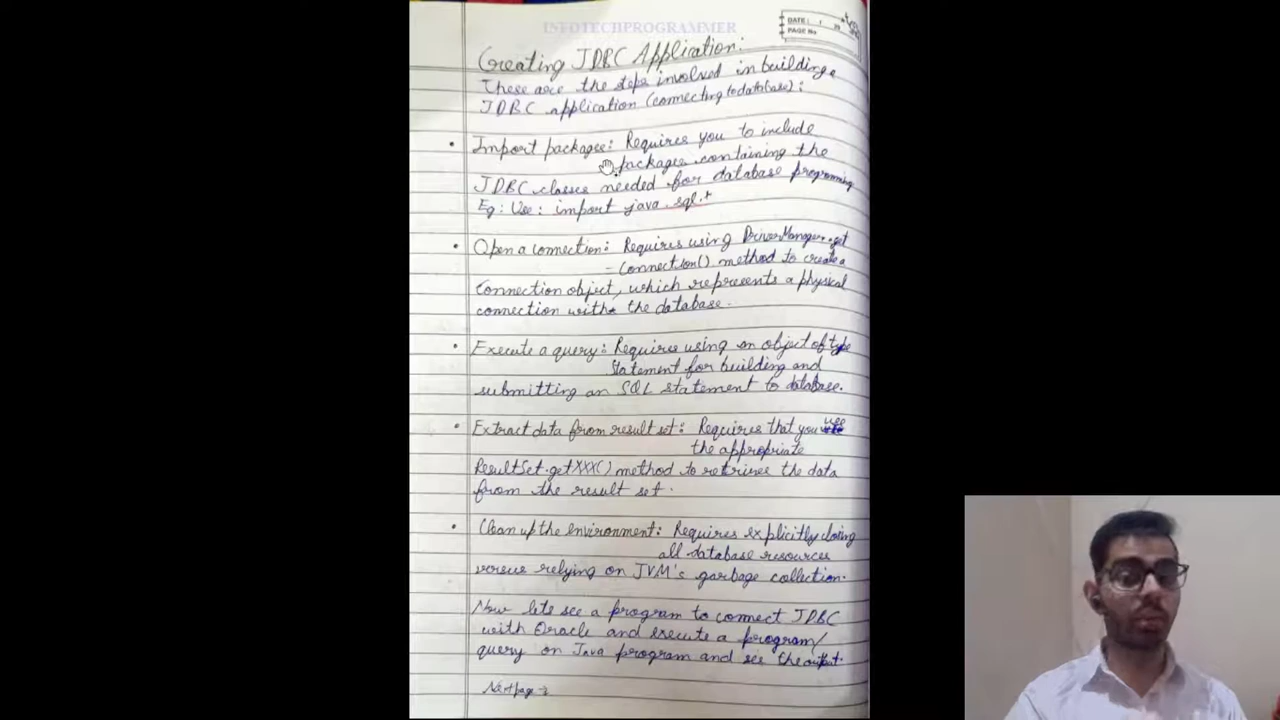 INFOTECHPROGRAMMER
DATE: / /
PAGE No
Creating JDBC Application:
These are the steps involved in building
JDBC application (connecting to database):
• Import packages: Requires you to include
packages containing the
JDBC classes needed for database programming
Eg: Use: import java.sql.*
• Open a connection: Requires using DriverManager.get
-Connection() method to create a
Connection object, which represents a physical
connection with the database.
• Execute a query: Requires using an object of type
Statement for building and
submitting an SQL statement to database.
• Extract data from result set: Requires that you use
the appropriate
ResultSet.getXXX() method to retrieve the data
from the result set.
• Clean up the environment: Requires explicitly closing
all database resources
versus relying on JVM's garbage collection.
Now lets see a program to connect JDBC
with Oracle and execute a program/
query on Java program and see the output.
Next page :